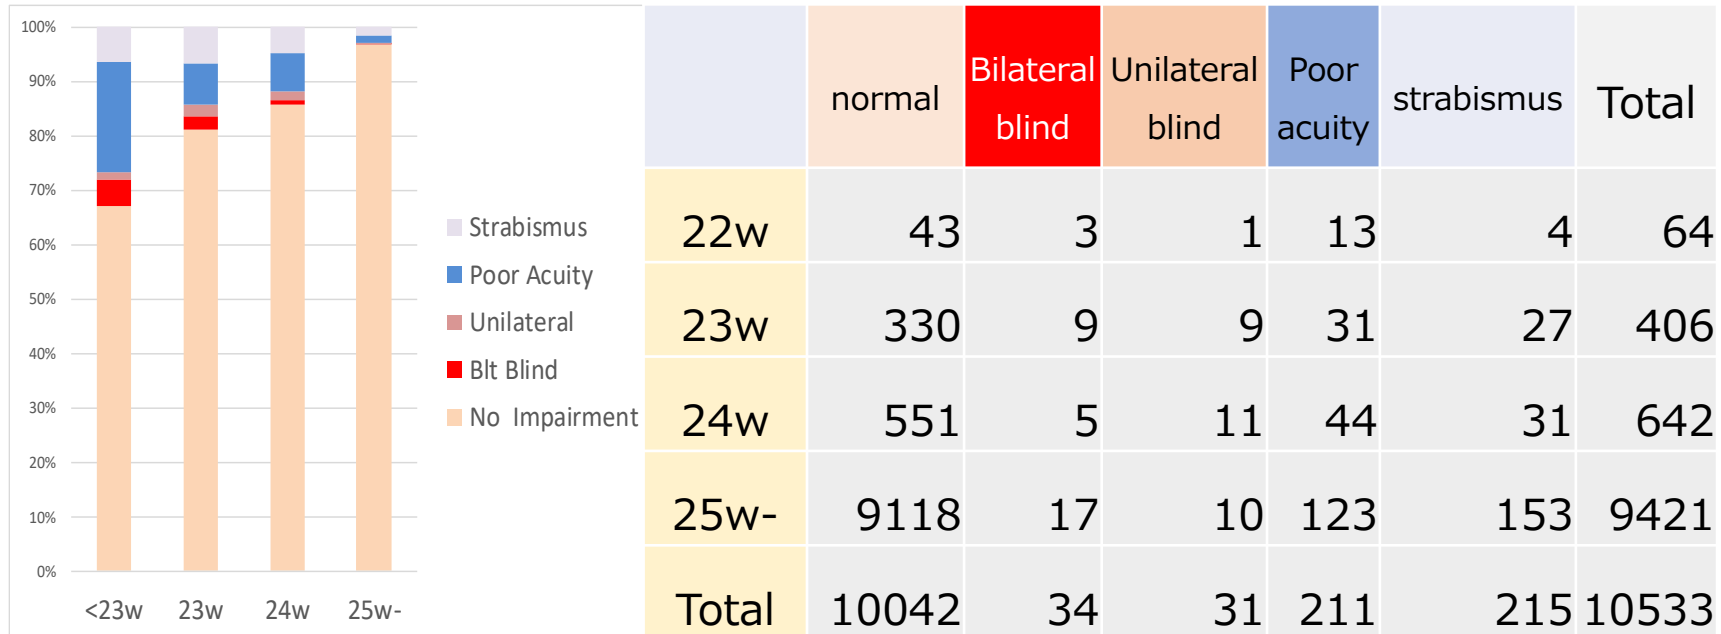 100%
90%
80%
70%
60%
50%
40%
30%
20%
10%
0%
<23w 23w 24w 25w-
Strabismus
Poor Acuity
Unilateral
Blt Blind
No Impairment
normal Bilateral blind Unilateral blind Poor acuity strabismus Total
22w 43 3 1 13 4 64
23w 330 9 9 31 27 406
24w 551 5 11 44 31 642
25w- 9118 17 10 123 153 9421
Total 10042 34 31 211 215 10533